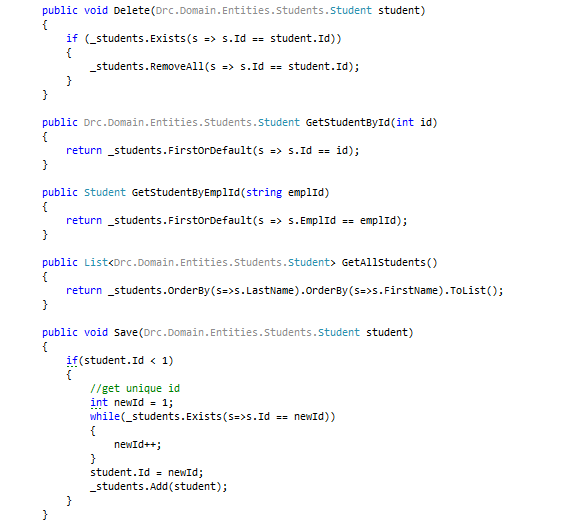 public void Delete(Drc.Domain.Entities.Students.Student student)
{
if (_students.Exists(s => s.Id == student.Id))
{
_students.RemoveAll(s => s.Id == student.Id);
}
}
public Drc.Domain.Entities.Students.Student GetStudentById(int id)
{
return _students.FirstOrDefault(s => s.Id == id);
}
public Student GetStudentByEmplId(string emplId)
{
return _students.FirstOrDefault(s => s.EmplId == emplId);
}
public List<Drc.Domain.Entities.Students.Student> GetAllStudents()
{
return _students.OrderBy(s=>s.LastName).OrderBy(s=>s.FirstName).ToList();
}
public void Save(Drc.Domain.Entities.Students.Student student)
{
if(student.Id < 1)
{
//get unique id
int newId = 1;
while(_students.Exists(s=>s.Id == newId))
{
newId++;
}
student.Id = newId;
_students.Add(student);
}
}